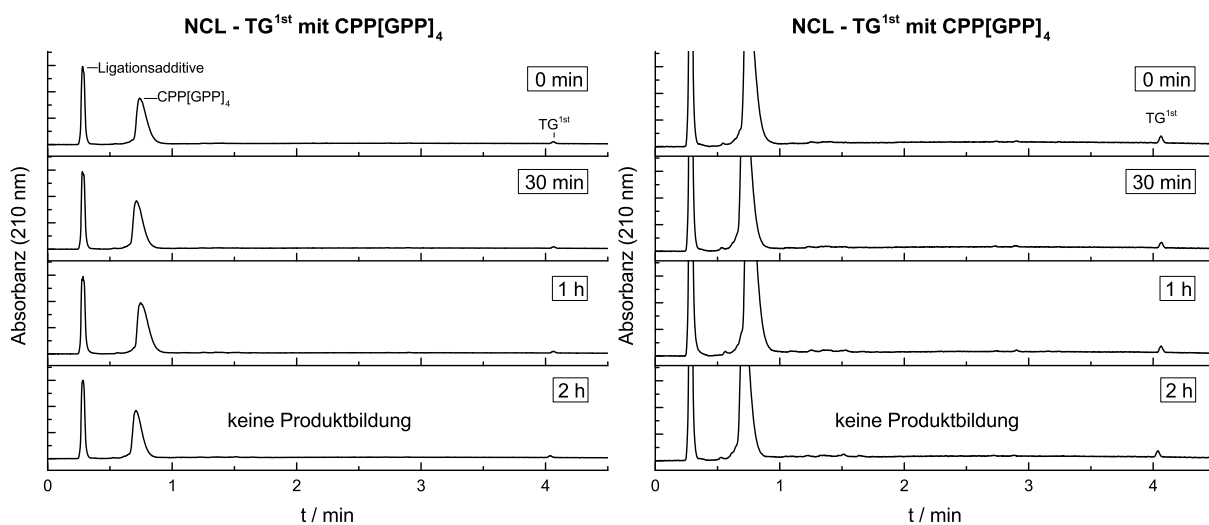 NCL - TG1st mit CPP[GPP]4
Ligationsadditive
CPP[GPP]4
TG1st
0 min
30 min
1 h
2 h
keine Produktbildung
Absorbanz (210 nm)
0 1 2 3 4
t / min
NCL - TG1st mit CPP[GPP]4
0 min
TG1st
30 min
1 h
2 h
keine Produktbildung
Absorbanz (210 nm)
0 1 2 3 4
t / min